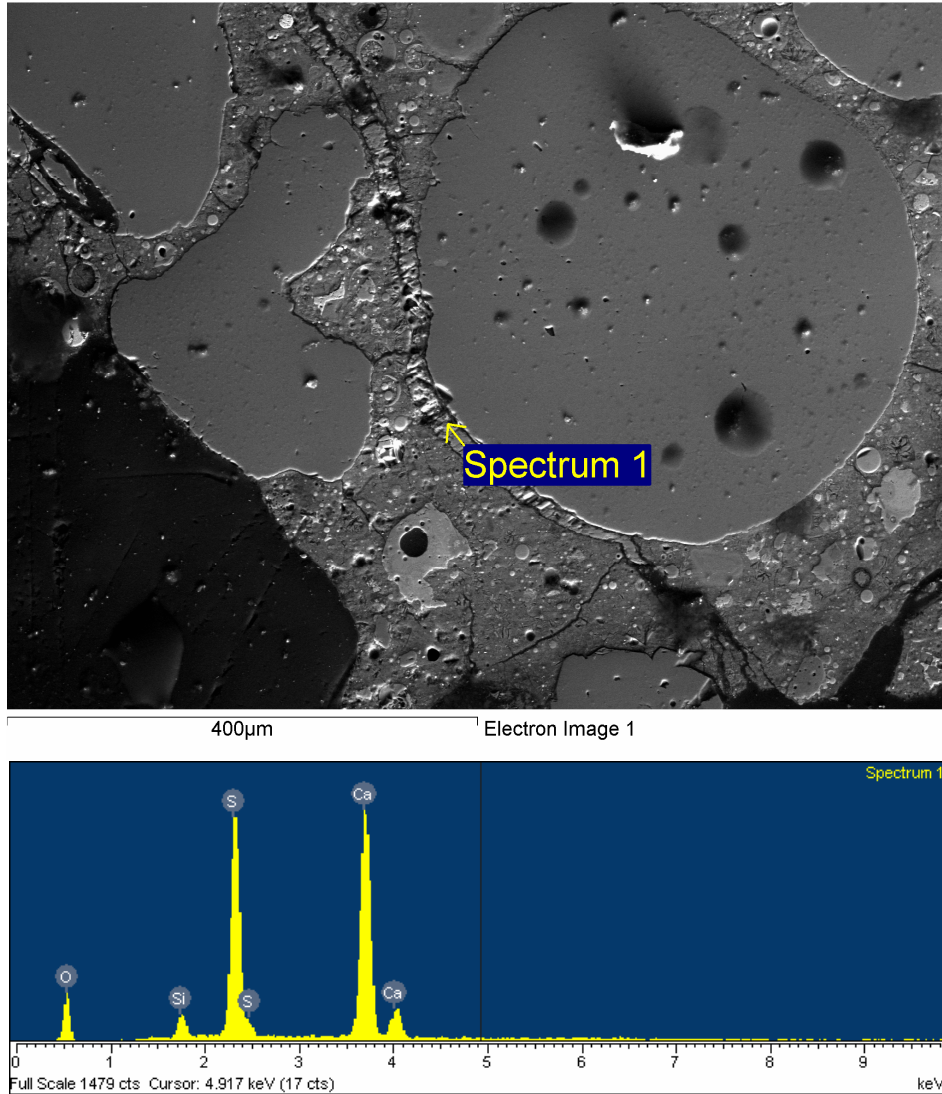 Spectrum 1
400µm
Electron Image 1
Spectrum 1
S
Ca
O
Si
S
Ca
0 1 2 3 4 5 6 7 8 9
Full Scale 1479 cts Cursor: 4.917 keV (17 cts)
keV